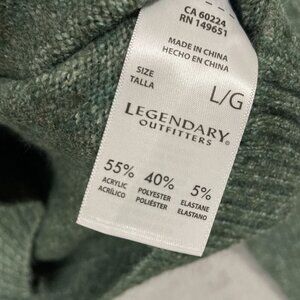 CA 60224
RN 149651
MADE IN CHINA
HECHO EN CHINA
SIZE
TALLA
L/G
LEGENDARY®
OUTFITTERS
55% 40% 5%
ACRYLIC POLYESTER ELASTANE
ACRÍLICO POLIÉSTER ELASTANO